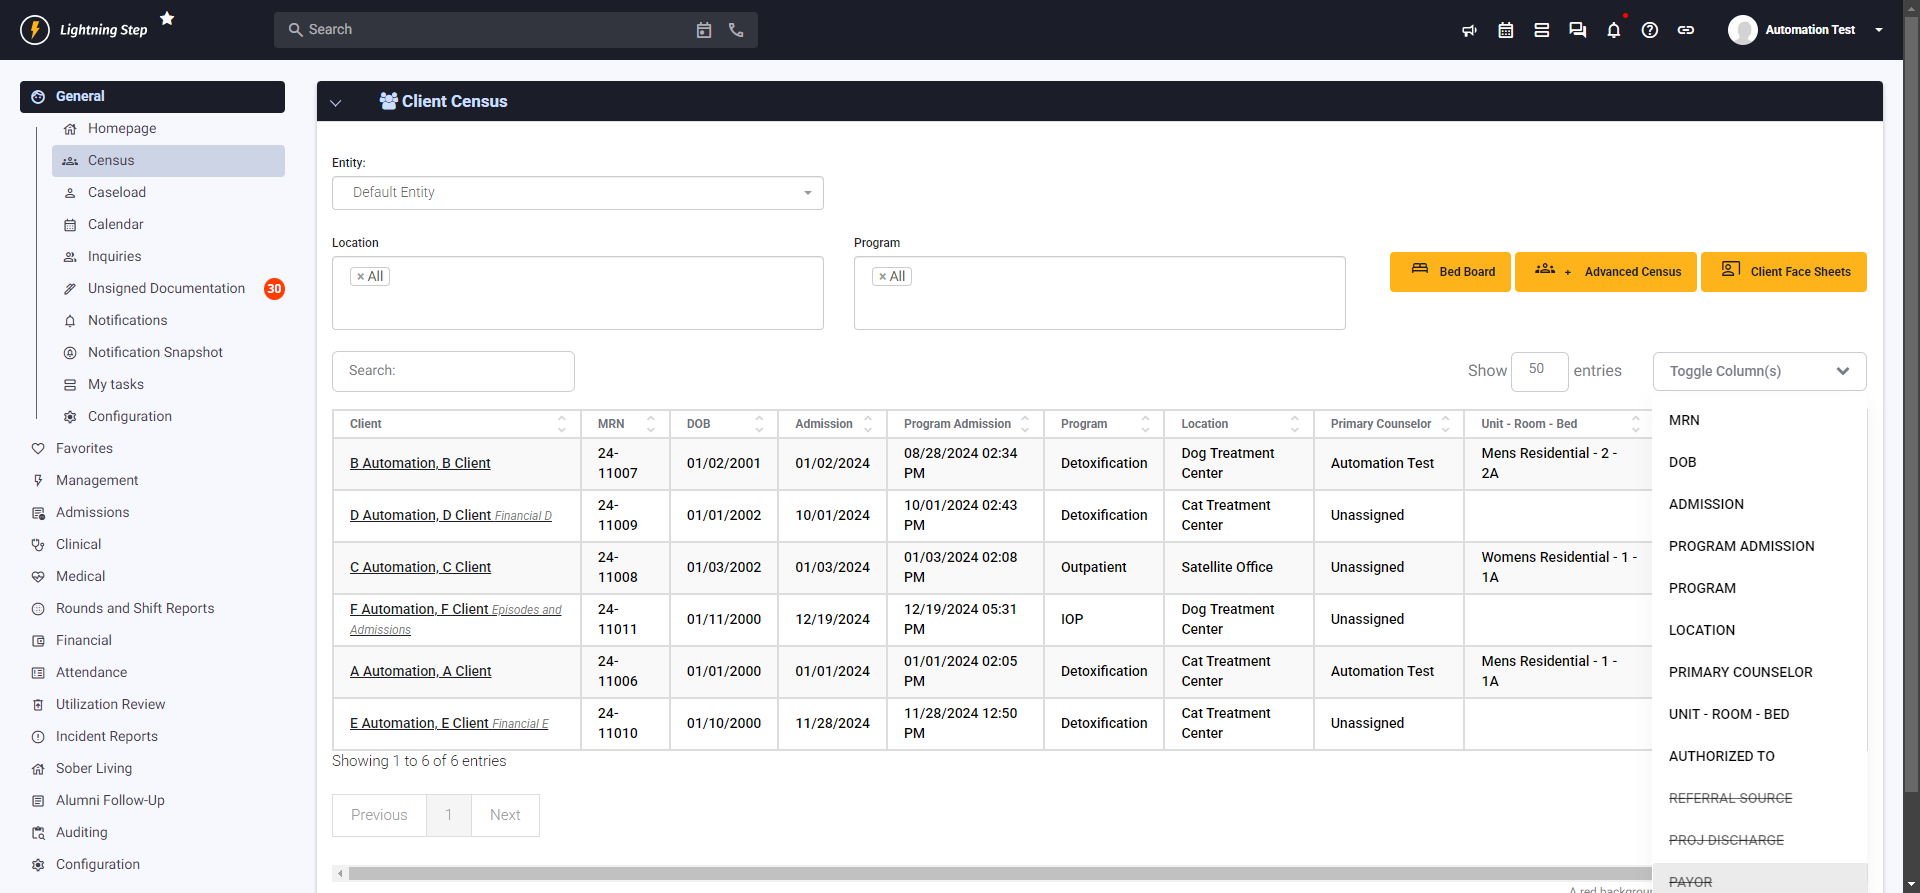 Lightning Step
Search
Automation Test
General
Homepage
Census
Caseload
Calendar
Inquiries
Unsigned Documentation 30
Notifications
Notification Snapshot
My tasks
Configuration
Favorites
Management
Admissions
Clinical
Medical
Rounds and Shift Reports
Financial
Attendance
Utilization Review
Incident Reports
Sober Living
Alumni Follow-Up
Auditing
Configuration
Client Census
Entity:
Default Entity
Location
Program
× All
× All
Bed Board
+ Advanced Census
Client Face Sheets
Search:
Show 50 entries
Toggle Column(s)
Client MRN DOB Admission Program Admission Program Location Primary Counselor Unit - Room - Bed
B Automation, B Client 24-11007 01/02/2001 01/02/2024 08/28/2024 02:34 PM Detoxification Dog Treatment Center Automation Test Mens Residential - 2 - 2A
D Automation, D Client Financial D 24-11009 01/01/2002 10/01/2024 10/01/2024 02:43 PM Detoxification Cat Treatment Center Unassigned
C Automation, C Client 24-11008 01/03/2002 01/03/2024 01/03/2024 02:08 PM Outpatient Satellite Office Unassigned Womens Residential - 1 - 1A
F Automation, F Client Episodes and Admissions 24-11011 01/11/2000 12/19/2024 12/19/2024 05:31 PM IOP Dog Treatment Center Unassigned
A Automation, A Client 24-11006 01/01/2000 01/01/2024 01/01/2024 02:05 PM Detoxification Cat Treatment Center Automation Test Mens Residential - 1 - 1A
E Automation, E Client Financial E 24-11010 01/10/2000 11/28/2024 11/28/2024 12:50 PM Detoxification Cat Treatment Center Unassigned
Showing 1 to 6 of 6 entries
Previous 1 Next
MRN
DOB
ADMISSION
PROGRAM ADMISSION
PROGRAM
LOCATION
PRIMARY COUNSELOR
UNIT - ROOM - BED
AUTHORIZED TO
REFERRAL SOURCE
PROJ DISCHARGE
PAYOR
A red